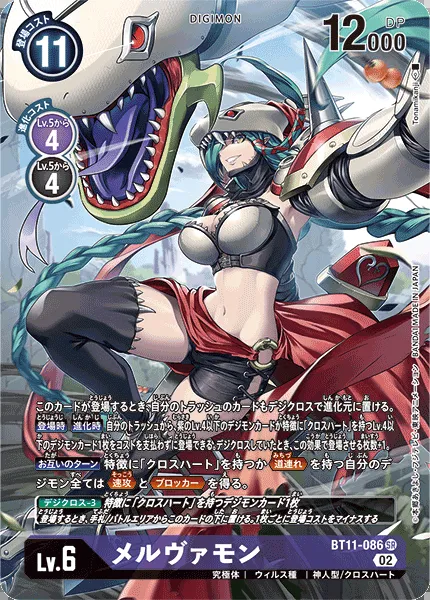 DIGIMON
登場コスト
11
DP
12000
進化コスト
Lv.5から
4
Lv.5から
4
Tonamikanji
BANDAI MADE IN JAPAN
このカードが登場するとき、自分のトラッシュのカードもデジクロスで進化元に置ける。
登場時 進化時 自分のトラッシュから、紫のLv.4以下のデジモンカードか特徴に「クロスハート」を持つLv.4以
下のデジモンカード1枚をコストを支払わずに登場できる。デジクロスしていたとき、この効果で登場させる枚数+1。
お互いのターン 特徴に「クロスハート」を持つか 道連れ を持つ自分のデ
ジモン全ては 速攻 と ブロッカー を得る。
デジクロス-3 特徴に「クロスハート」を持つデジモンカード1枚
登場するとき、手札/バトルエリアからこのカードの下に置ける。1枚ごとに登場コストをマイナスする
Lv.6
メルヴァモン
BT11-086 SR
02
究極体 | ウィルス種 | 神人型/クロスハート